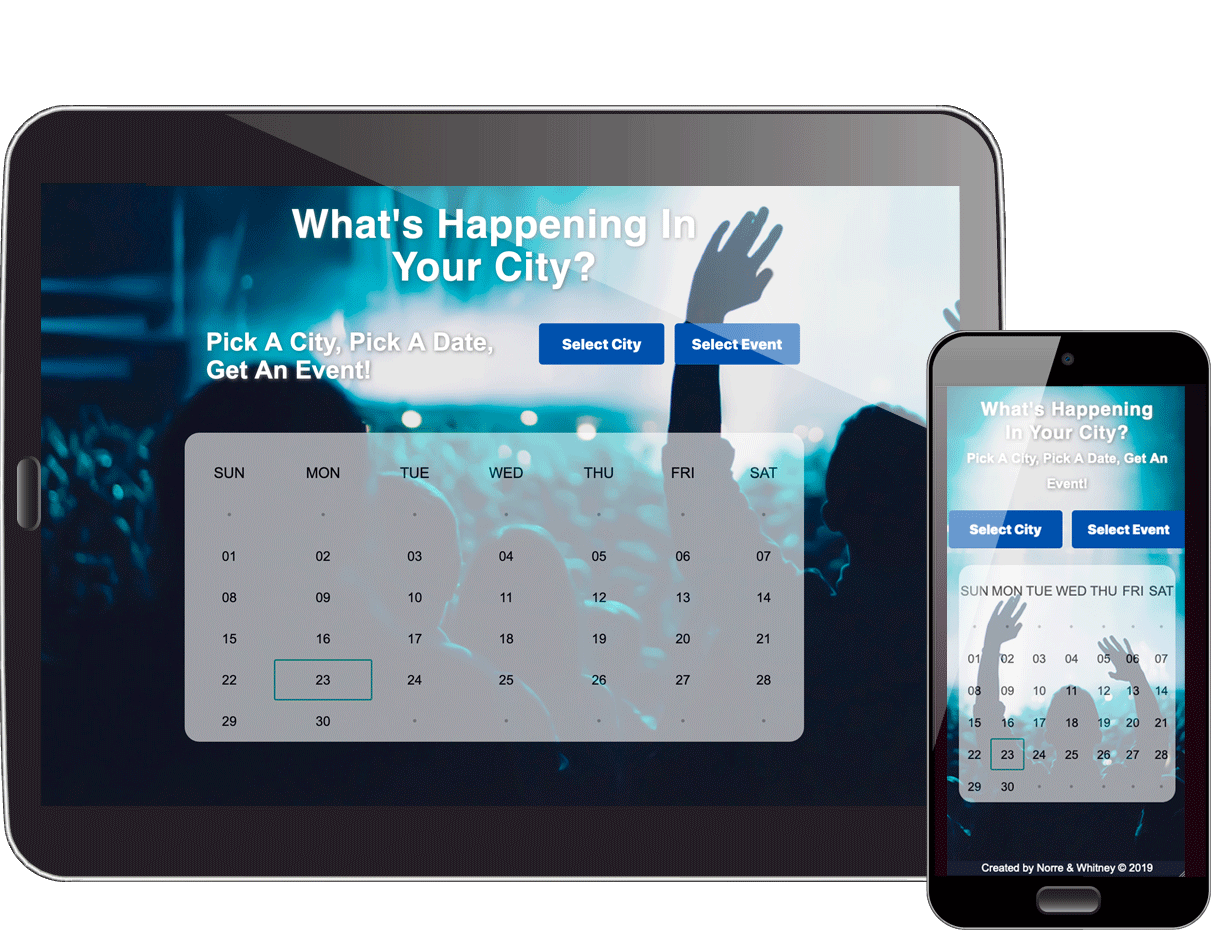 What's Happening In
Your City?
Pick A City, Pick A Date,
Get An Event!
Select City Select Event
SUN MON TUE WED THU FRI SAT
01 02 03 04 05 06 07
08 09 10 11 12 13 14
15 16 17 18 19 20 21
22 23 24 25 26 27 28
29 30
What's Happening
In Your City?
Pick A City, Pick A Date, Get An
Event!
Select City Select Event
SUN MON TUE WED THU FRI SAT
01 02 03 04 05 06 07
08 09 10 11 12 13 14
15 16 17 18 19 20 21
22 23 24 25 26 27 28
29 30
Created by Norre & Whitney © 2019